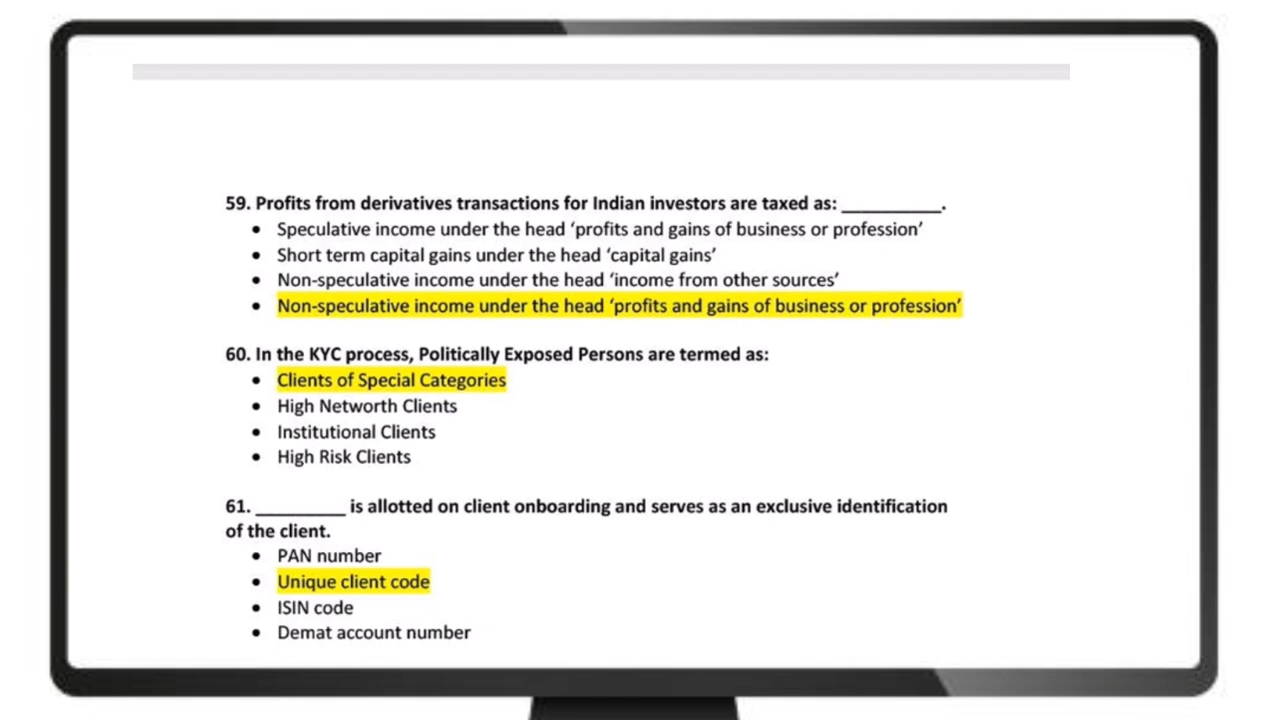 59. Profits from derivatives transactions for Indian investors are taxed as: __________.
• Speculative income under the head ‘profits and gains of business or profession’
• Short term capital gains under the head ‘capital gains’
• Non-speculative income under the head ‘income from other sources’
• Non-speculative income under the head ‘profits and gains of business or profession’
60. In the KYC process, Politically Exposed Persons are termed as:
• Clients of Special Categories
• High Networth Clients
• Institutional Clients
• High Risk Clients
61. _________ is allotted on client onboarding and serves as an exclusive identification
of the client.
• PAN number
• Unique client code
• ISIN code
• Demat account number